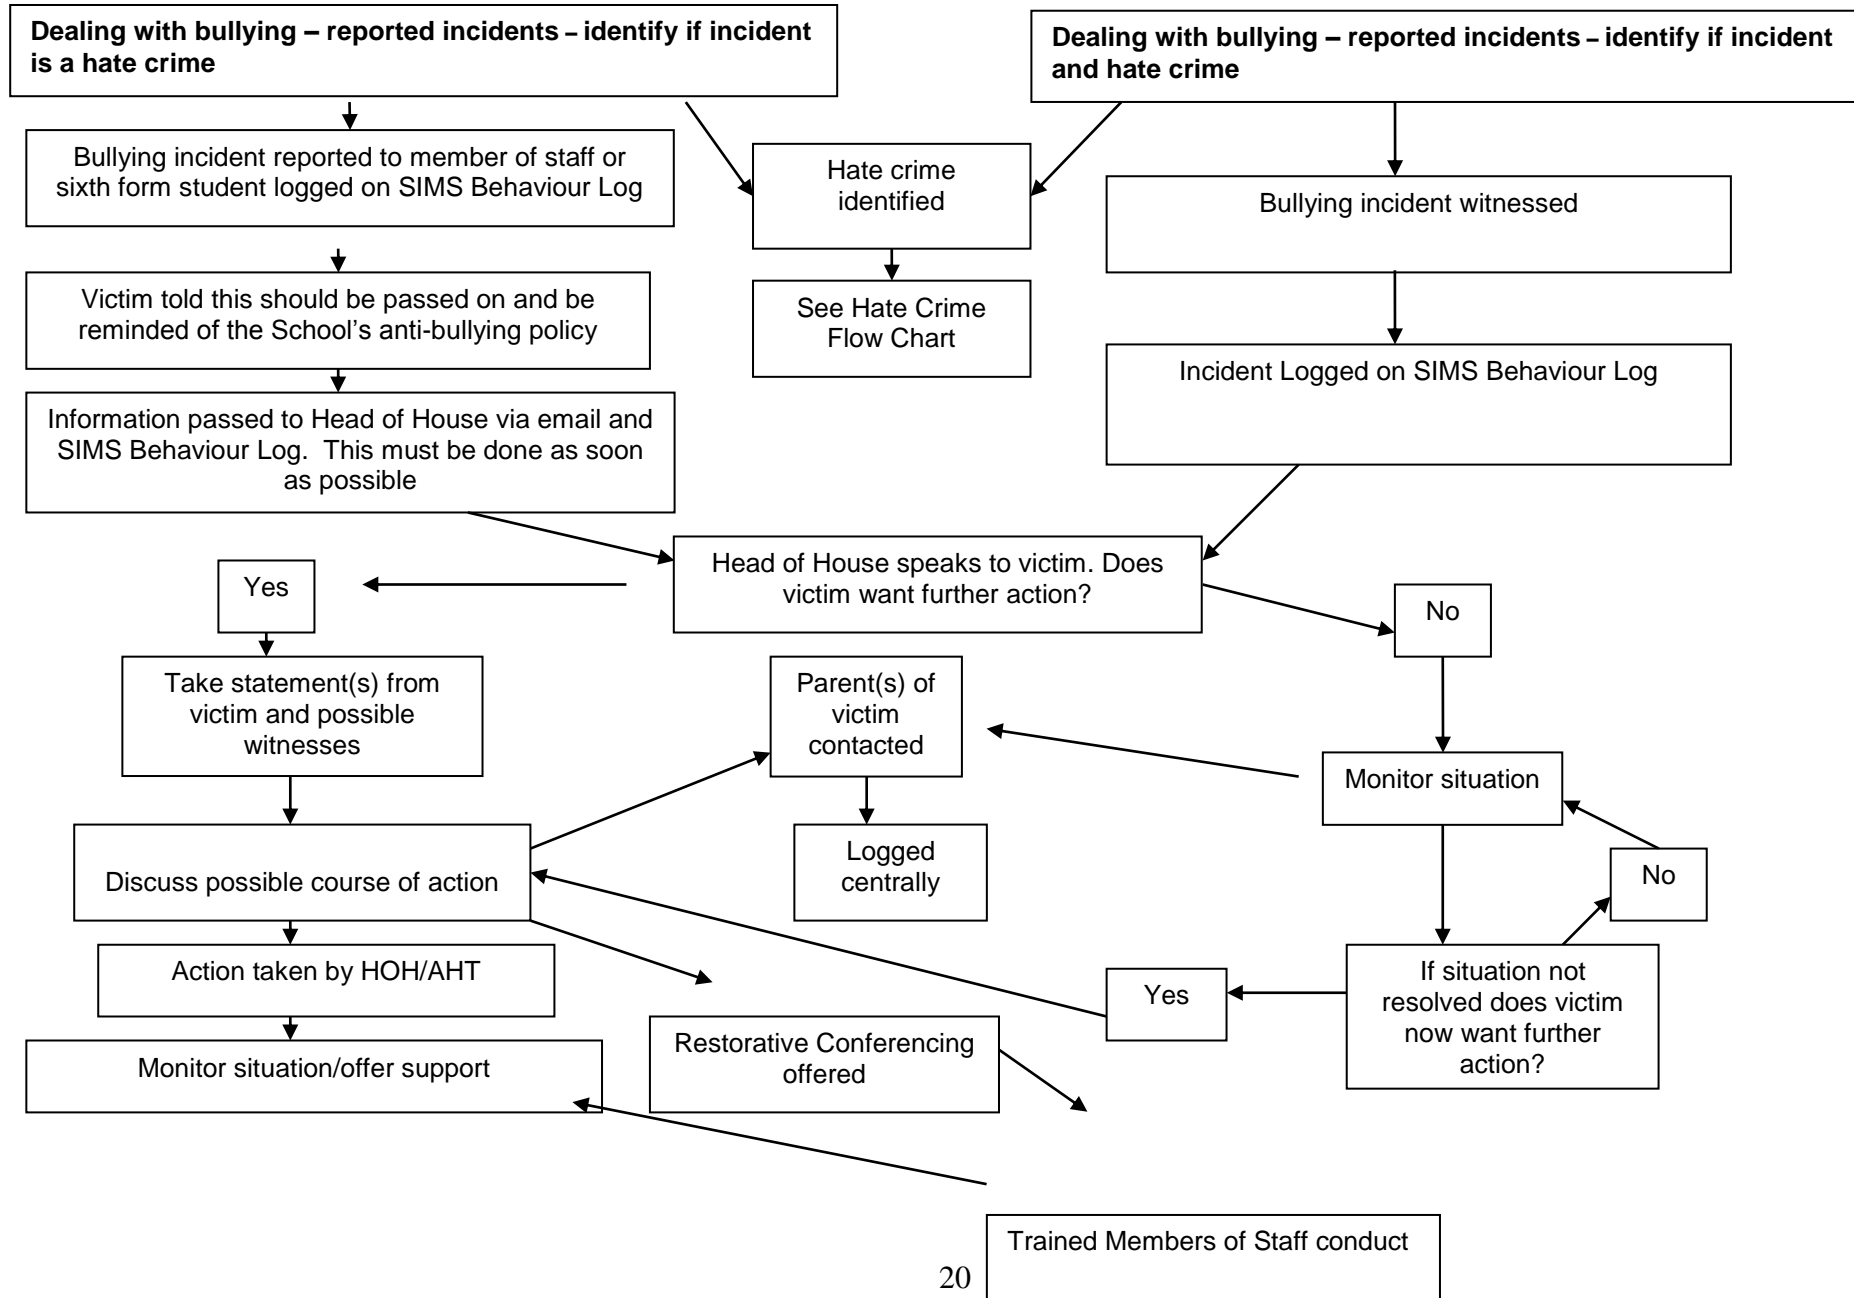 Dealing with bullying – reported incidents – identify if incident
is a hate crime
Dealing with bullying – reported incidents – identify if incident
and hate crime
Bullying incident reported to member of staff or
sixth form student logged on SIMS Behaviour Log
Hate crime
identified
Bullying incident witnessed
Victim told this should be passed on and be
reminded of the School’s anti-bullying policy
See Hate Crime
Flow Chart
Incident Logged on SIMS Behaviour Log
Information passed to Head of House via email and
SIMS Behaviour Log.  This must be done as soon
as possible
Head of House speaks to victim. Does
victim want further action?
Yes
No
Take statement(s) from
victim and possible
witnesses
Parent(s) of
victim
contacted
Monitor situation
Discuss possible course of action
Logged
centrally
No
Action taken by HOH/AHT
Yes
If situation not
resolved does victim
now want further
action?
Monitor situation/offer support
Restorative Conferencing
offered
Trained Members of Staff conduct
20